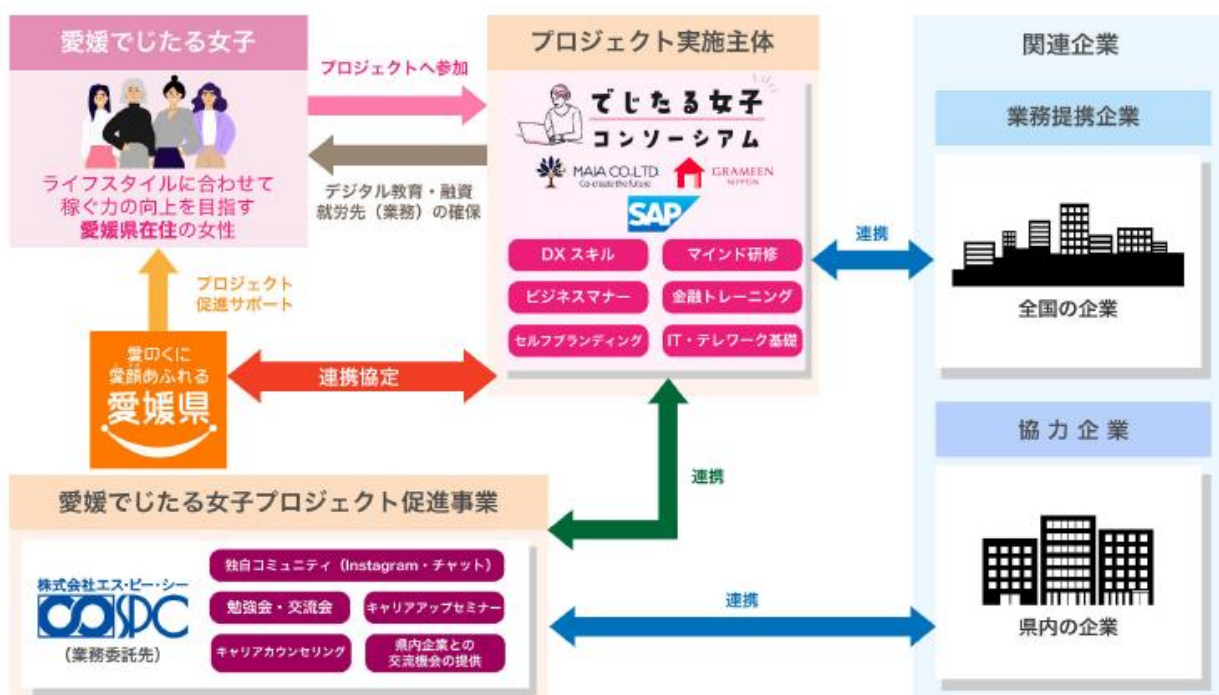 愛媛でじたる女子
ライフスタイルに合わせて
稼ぐ力の向上を目指す
愛媛県在住の女性
プロジェクトへ参加
デジタル教育・融資
就労先（業務）の確保
プロジェクト
促進サポート
愛のくに
愛顔あふれる
愛媛県
連携協定
プロジェクト実施主体
でじたる女子
コンソーシアム
MAIA CO.LTD.
Co-create the future
GRAMEEN
NIPPON
SAP
DXスキル
マインド研修
ビジネスマナー
金融トレーニング
セルフブランディング
IT・テレワーク基礎
連携
関連企業
業務提携企業
全国の企業
協力企業
県内の企業
連携
愛媛でじたる女子プロジェクト促進事業
株式会社エス・ピー・シー
SPC
（業務委託先）
独自コミュニティ（Instagram・チャット）
勉強会・交流会
キャリアアップセミナー
キャリアカウンセリング
県内企業との
交流機会の提供
連携